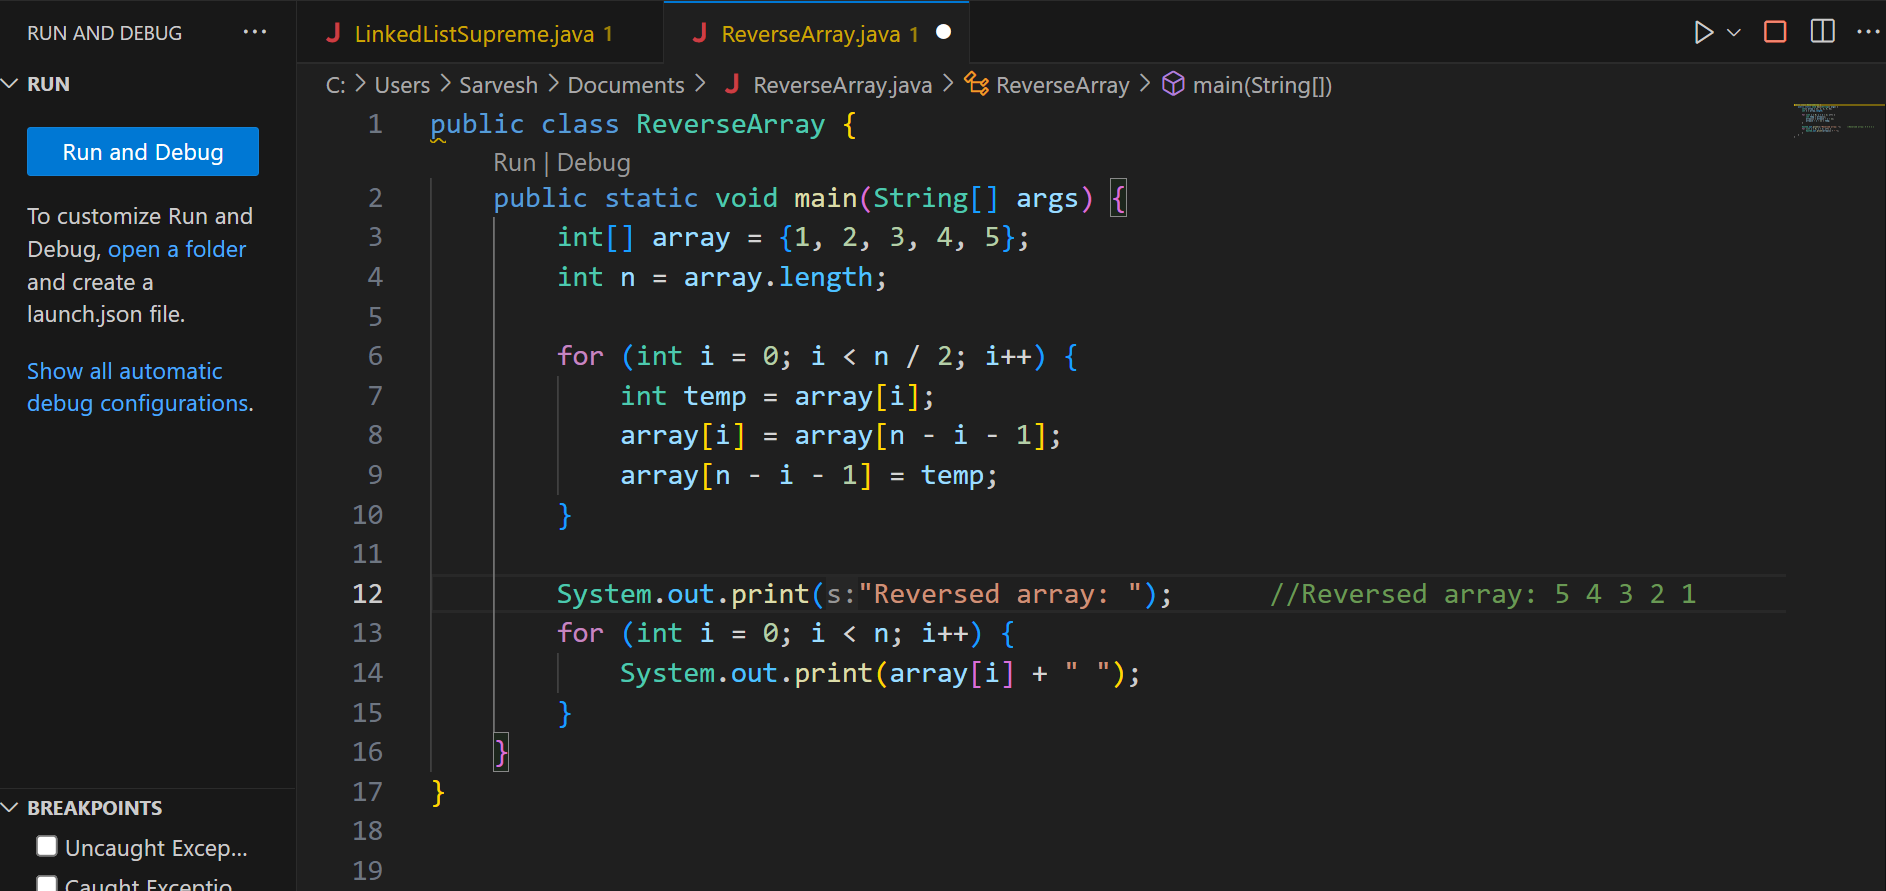 RUN AND DEBUG ···
RUN
Run and Debug
To customize Run and
Debug, open a folder
and create a
launch.json file.
Show all automatic
debug configurations.
BREAKPOINTS
Uncaught Excep...
Caught Exceptio
LinkedListSupreme.java 1
ReverseArray.java 1
C: > Users > Sarvesh > Documents > ReverseArray.java > ReverseArray > main(String[])
1 public class ReverseArray {
Run | Debug
2 public static void main(String[] args) {
3 int[] array = {1, 2, 3, 4, 5};
4 int n = array.length;
5
6 for (int i = 0; i < n / 2; i++) {
7 int temp = array[i];
8 array[i] = array[n - i - 1];
9 array[n - i - 1] = temp;
10 }
11
12 System.out.print(s:"Reversed array: "); //Reversed array: 5 4 3 2 1
13 for (int i = 0; i < n; i++) {
14 System.out.print(array[i] + " ");
15 }
16 }
17 }
18
19